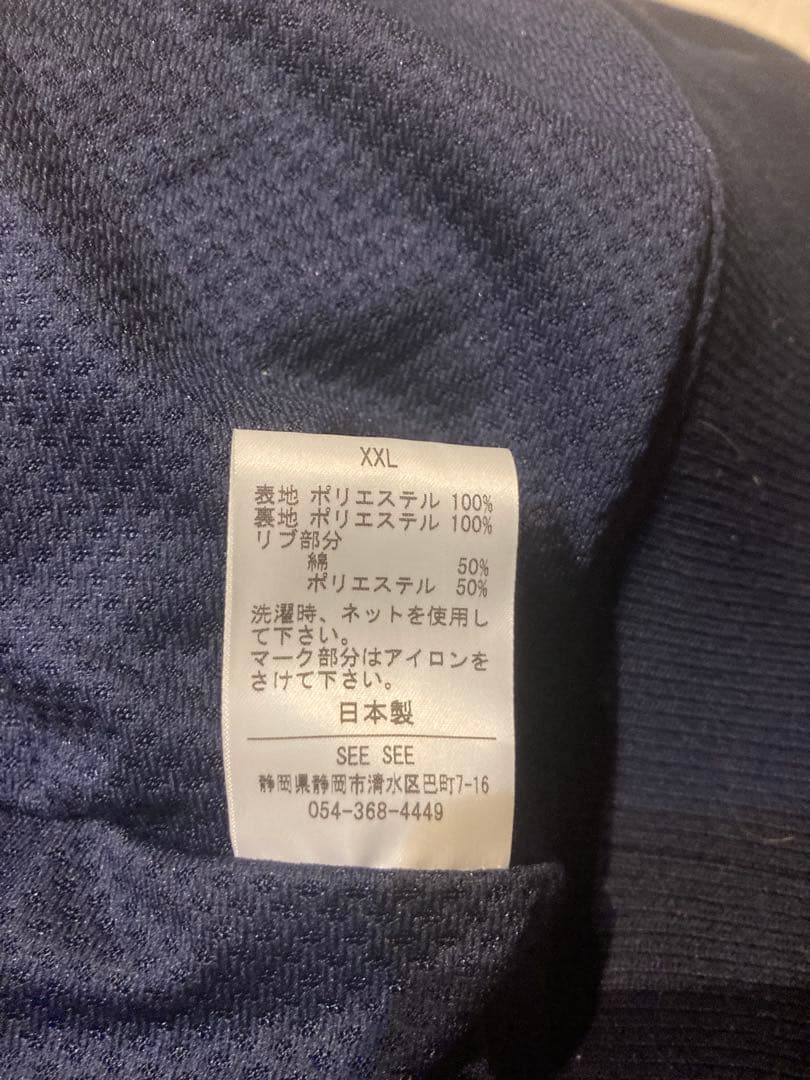 XXL
表地 ポリエステル 100%
裏地 ポリエステル 100%
リブ部分
綿 50%
ポリエステル 50%
洗濯時、ネットを使用し
て下さい。
マーク部分はアイロンを
さけて下さい。
日本製
SEE SEE
静岡県静岡市清水区巴町7-16
054-368-4449